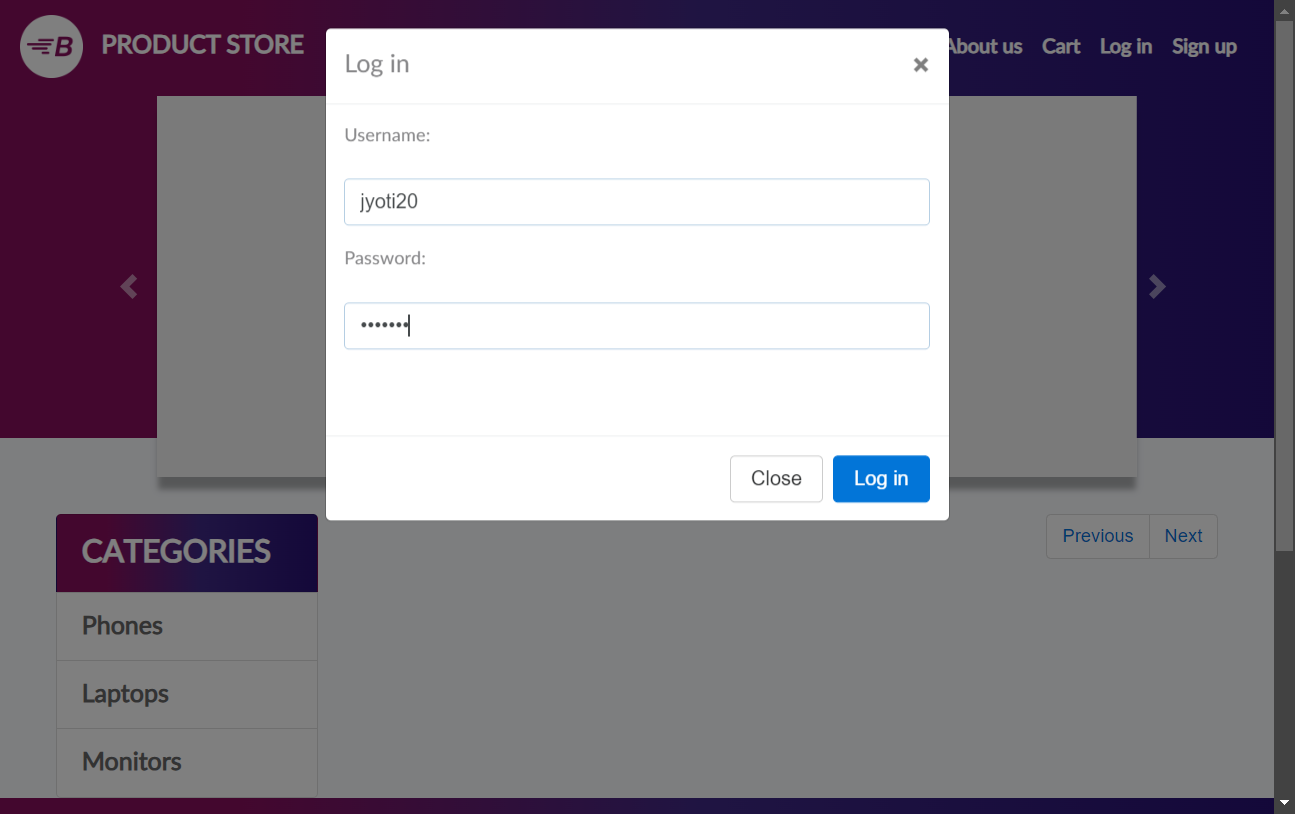 B PRODUCT STORE
About us Cart Log in Sign up
Log in ×
Username:
jyoti20
Password:
•••••••
Close Log in
CATEGORIES
Previous Next
Phones
Laptops
Monitors